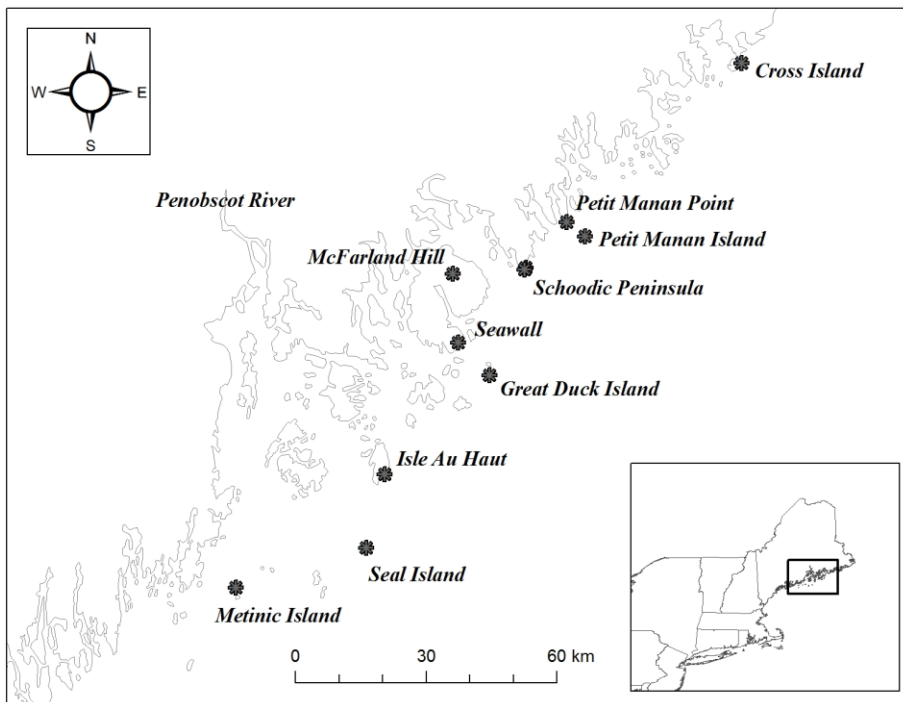 N
W E
S
Cross Island
Penobscot River
Petit Manan Point
Petit Manan Island
McFarland Hill
Schoodic Peninsula
Seawall
Great Duck Island
Isle Au Haut
Seal Island
Metinic Island
0 30 60 km